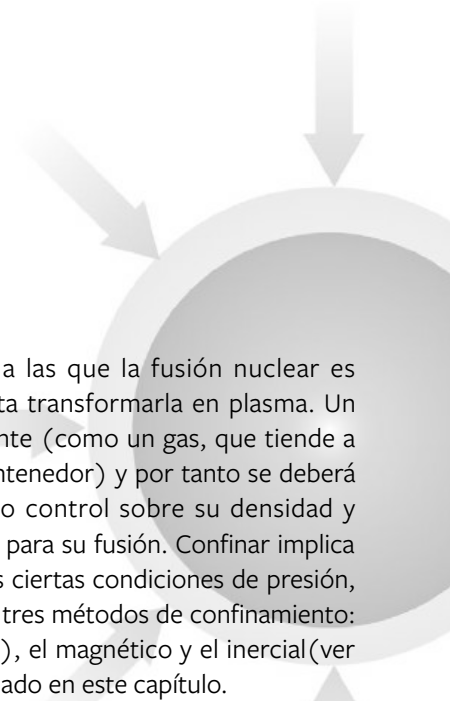 a las que la fusión nuclear es
ta transformarla en plasma. Un
nte (como un gas, que tiende a
ntenedor) y por tanto se deberá
o control sobre su densidad y
para su fusión. Confinar implica
s ciertas condiciones de presión,
tres métodos de confinamiento:
), el magnético y el inercial(ver
ado en este capítulo.